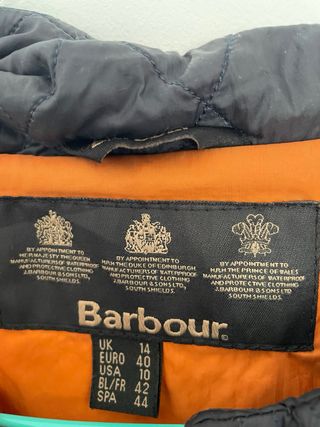 BY APPOINTMENT TO
HER MAJESTY THE QUEEN
MANUFACTURERS OF WATERPROOF
AND PROTECTIVE CLOTHING
J.BARBOUR & SONS LTD
SOUTH SHIELDS.
BY APPOINTMENT TO
H.R.H THE DUKE OF EDINBURGH
MANUFACTURERS OF WATERPROOF
AND PROTECTIVE CLOTHING
J.BARBOUR & SONS LTD.
SOUTH SHIELDS.
BY APPOINTMENT TO
H.R.H THE PRINCE OF WALES
MANUFACTURERS OF WATERPROOF
AND PROTECTIVE CLOTHING
J.BARBOUR & SONS LTD
SOUTH SHIELDS.
Barbour
UK 14
EURO 40
USA 10
BL/FR 42
SPA 44